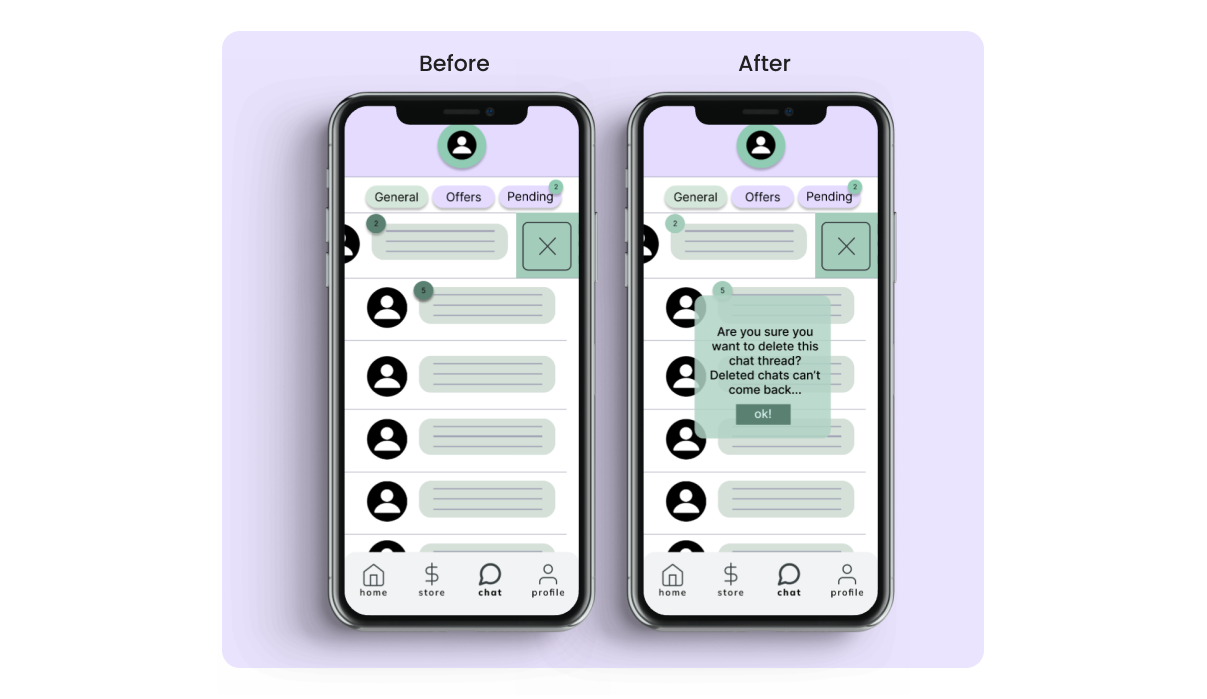 Before
After
General
Offers
Pending
2
2
5
home
store
chat
profile
General
Offers
Pending
2
2
5
Are you sure you
want to delete this
chat thread?
Deleted chats can't
come back...
ok!
home
store
chat
profile